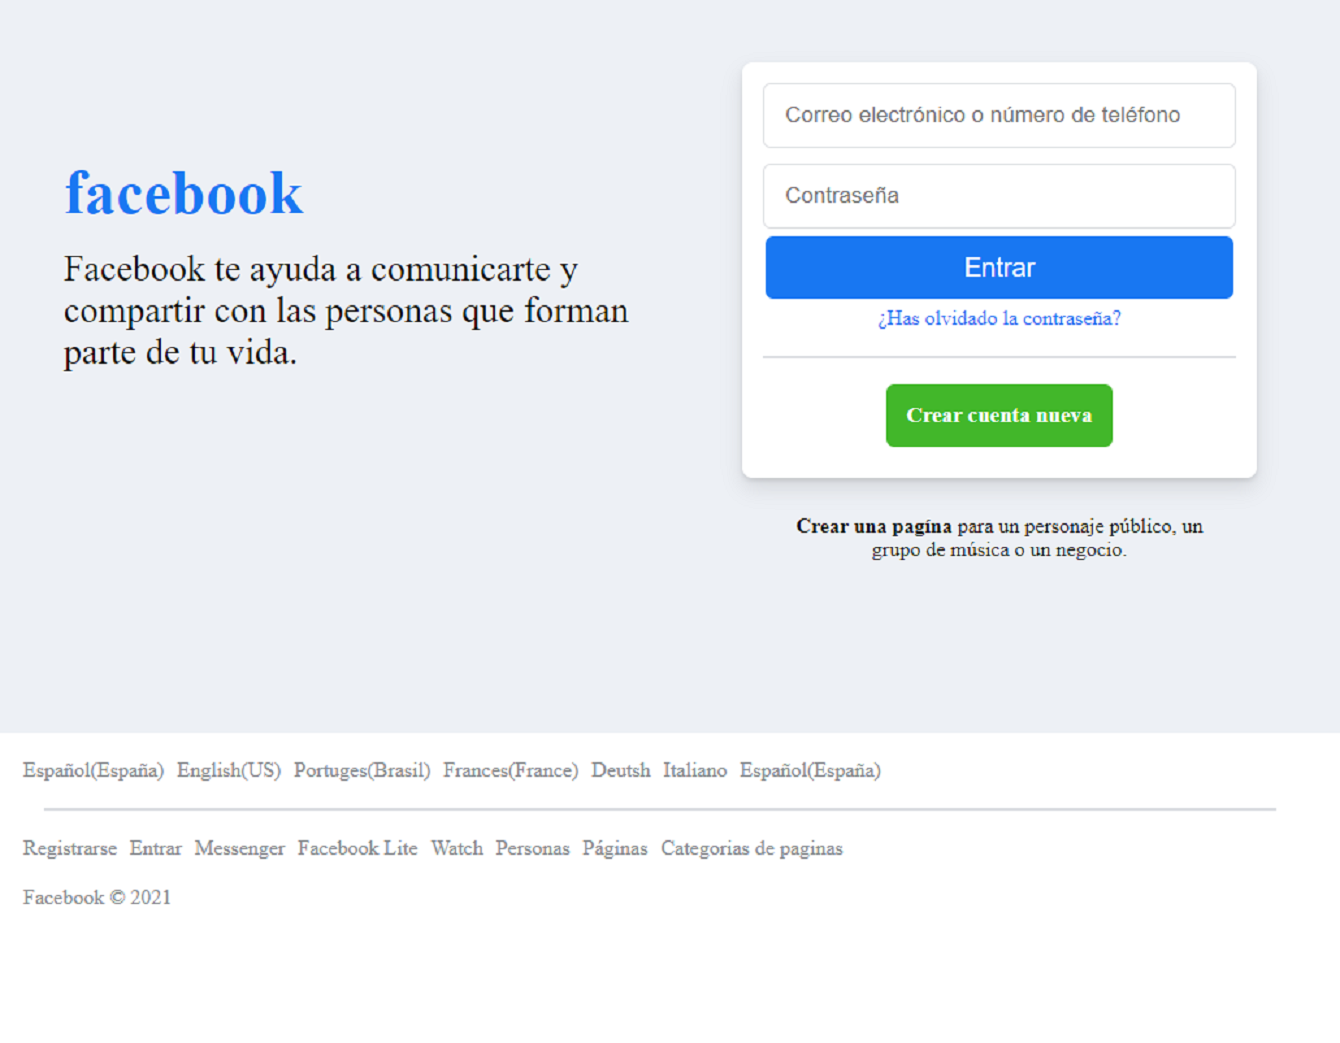 facebook
Facebook te ayuda a comunicarte y
compartir con las personas que forman
parte de tu vida.
Correo electrónico o número de teléfono
Contraseña
Entrar
¿Has olvidado la contraseña?
Crear cuenta nueva
Crear una pagína para un personaje público, un
grupo de música o un negocio.
Español(España) English(US) Portuges(Brasil) Frances(France) Deutsh Italiano Español(España)
Registrarse Entrar Messenger Facebook Lite Watch Personas Páginas Categorias de paginas
Facebook © 2021